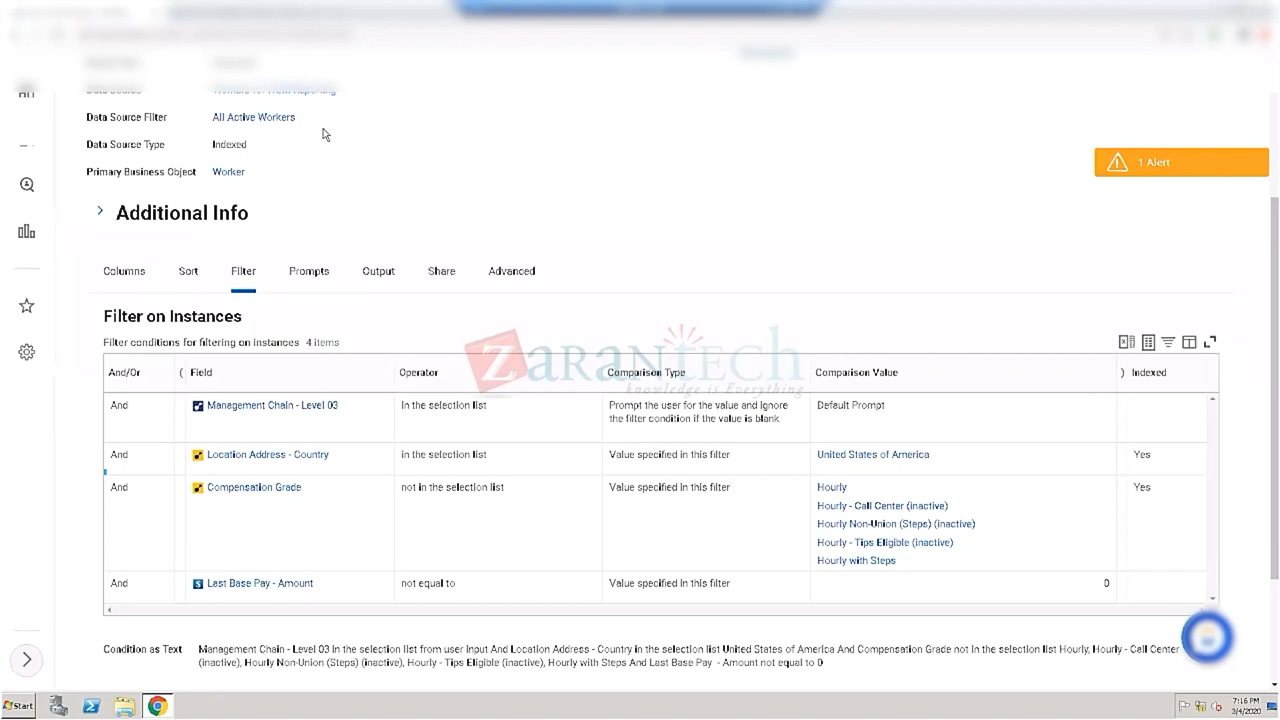 Data Source
Data Source Filter All Active Workers
Data Source Type Indexed
Primary Business Object Worker
1 Alert
Additional Info
Columns Sort Filter Prompts Output Share Advanced
Filter on Instances
Filter conditions for filtering on instances 4 items
And/Or ( Field Operator Comparison Type Comparison Value ) Indexed
And Management Chain - Level 03 in the selection list Prompt the user for the value and ignore Default Prompt
the filter condition if the value is blank
And Location Address - Country in the selection list Value specified in this filter United States of America Yes
And Compensation Grade not in the selection list Value specified in this filter Hourly Yes
Hourly - Call Center (inactive)
Hourly Non-Union (Steps) (inactive)
Hourly - Tips Eligible (inactive)
Hourly with Steps
And Last Base Pay - Amount not equal to Value specified in this filter 0
zarantech
knowledge is Everything
Condition as Text Management Chain - Level 03 in the selection list from user input And Location Address - Country in the selection list United States of America And Compensation Grade not in the selection list Hourly, Hourly - Call Center
(inactive), Hourly Non-Union (Steps) (inactive), Hourly - Tips Eligible (inactive), Hourly with Steps And Last Base Pay - Amount not equal to 0
Start
7:16 PM
3/4/2020